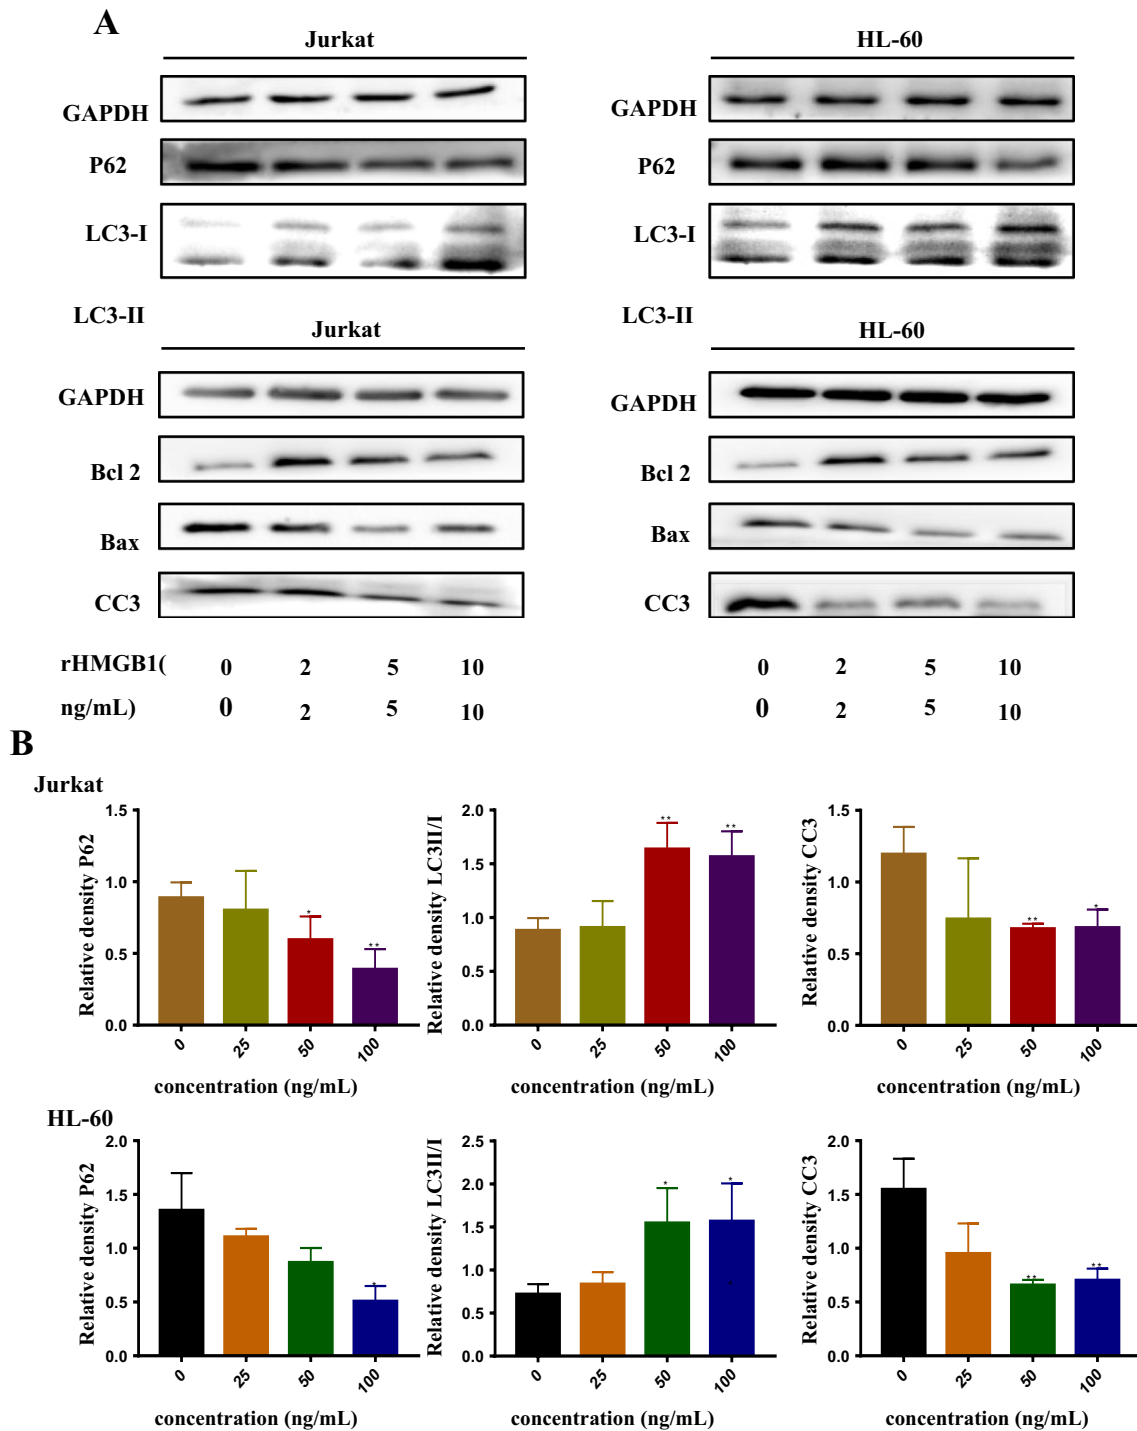 A
Jurkat
HL-60
GAPDH
GAPDH
P62
P62
LC3-I
LC3-I
LC3-II
LC3-II
Jurkat
HL-60
GAPDH
GAPDH
Bcl 2
Bcl 2
Bax
Bax
CC3
CC3
rHMGB1( 0 2 5 10 0 2 5 10
ng/mL) 0 2 5 10 0 2 5 10
B
Jurkat
Relative density P62
1.5
1.0
0.5
0.0
* **
0 25 50 100
concentration (ng/mL)
Relative density LC3II/I
2.0
1.5
1.0
0.5
0.0
** **
0 25 50 100
concentration (ng/mL)
Relative density CC3
1.5
1.0
0.5
0.0
** *
0 25 50 100
concentration (ng/mL)
HL-60
Relative density P62
2.0
1.5
1.0
0.5
0.0
*
0 25 50 100
concentration (ng/mL)
Relative density LC3II/I
2.5
2.0
1.5
1.0
0.5
0.0
* *
*
0 25 50 100
concentration (ng/mL)
Relative density CC3
2.0
1.5
1.0
0.5
0.0
** **
0 25 50 100
concentration (ng/mL)